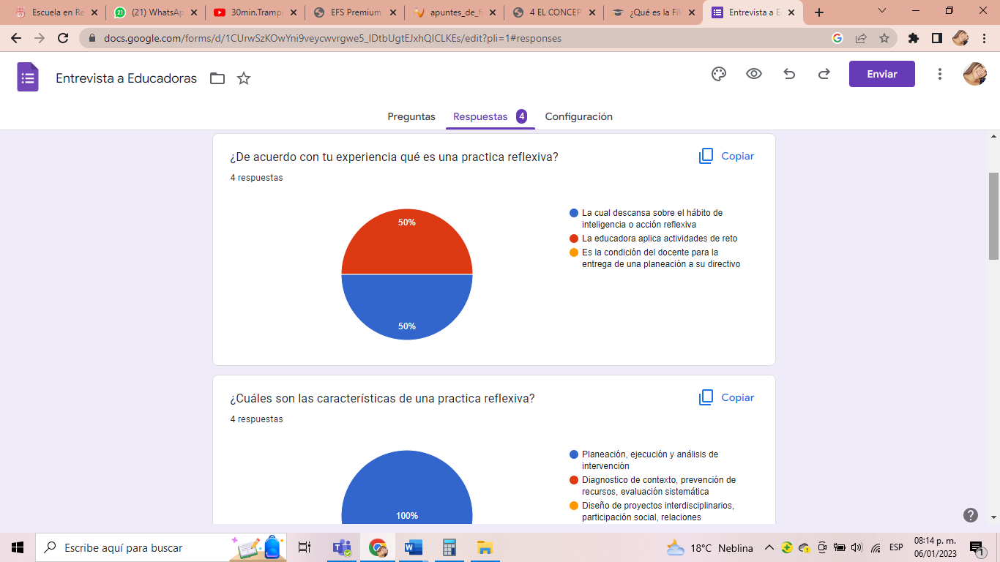 Escuela en Re
(21) WhatsAp
30min.Trampo
EFS Premium
apuntes_de_f
4 EL CONCEP
¿Qué es la Fil
Entrevista a E
docs.google.com/forms/d/1CUrwSzKOwYni9veycwvrgwe5_IDtbUgtEJxhQICLKEs/edit?pli=1#responses
Entrevista a Educadoras
Enviar
Preguntas
Respuestas 4
Configuración
¿De acuerdo con tu experiencia qué es una practica reflexiva?
Copiar
4 respuestas
50%
50%
La cual descansa sobre el hábito de
inteligencia o acción reflexiva
La educadora aplica actividades de reto
Es la condición del docente para la
entrega de una planeación a su directivo
¿Cuáles son las características de una practica reflexiva?
Copiar
4 respuestas
100%
Planeación, ejecución y análisis de
intervención
Diagnostico de contexto, prevención de
recursos, evaluación sistemática
Diseño de proyectos interdisciplinarios,
participación social, relaciones
Escribe aquí para buscar
18°C Neblina
ESP
08:14 p. m.
06/01/2023
1